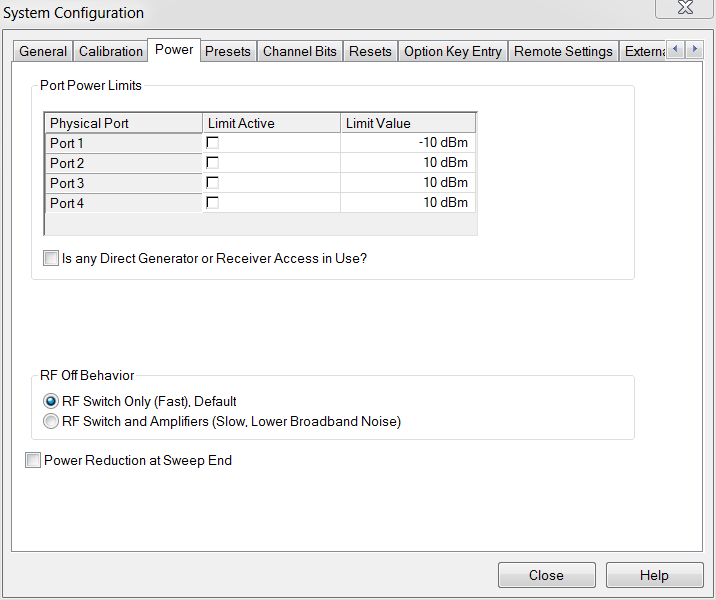 System Configuration
General Calibration Power Presets Channel Bits Resets Option Key Entry Remote Settings Externa
Port Power Limits
Physical Port Limit Active Limit Value
Port 1 -10 dBm
Port 2 10 dBm
Port 3 10 dBm
Port 4 10 dBm
Is any Direct Generator or Receiver Access in Use?
RF Off Behavior
RF Switch Only (Fast), Default
RF Switch and Amplifiers (Slow, Lower Broadband Noise)
Power Reduction at Sweep End
Close Help